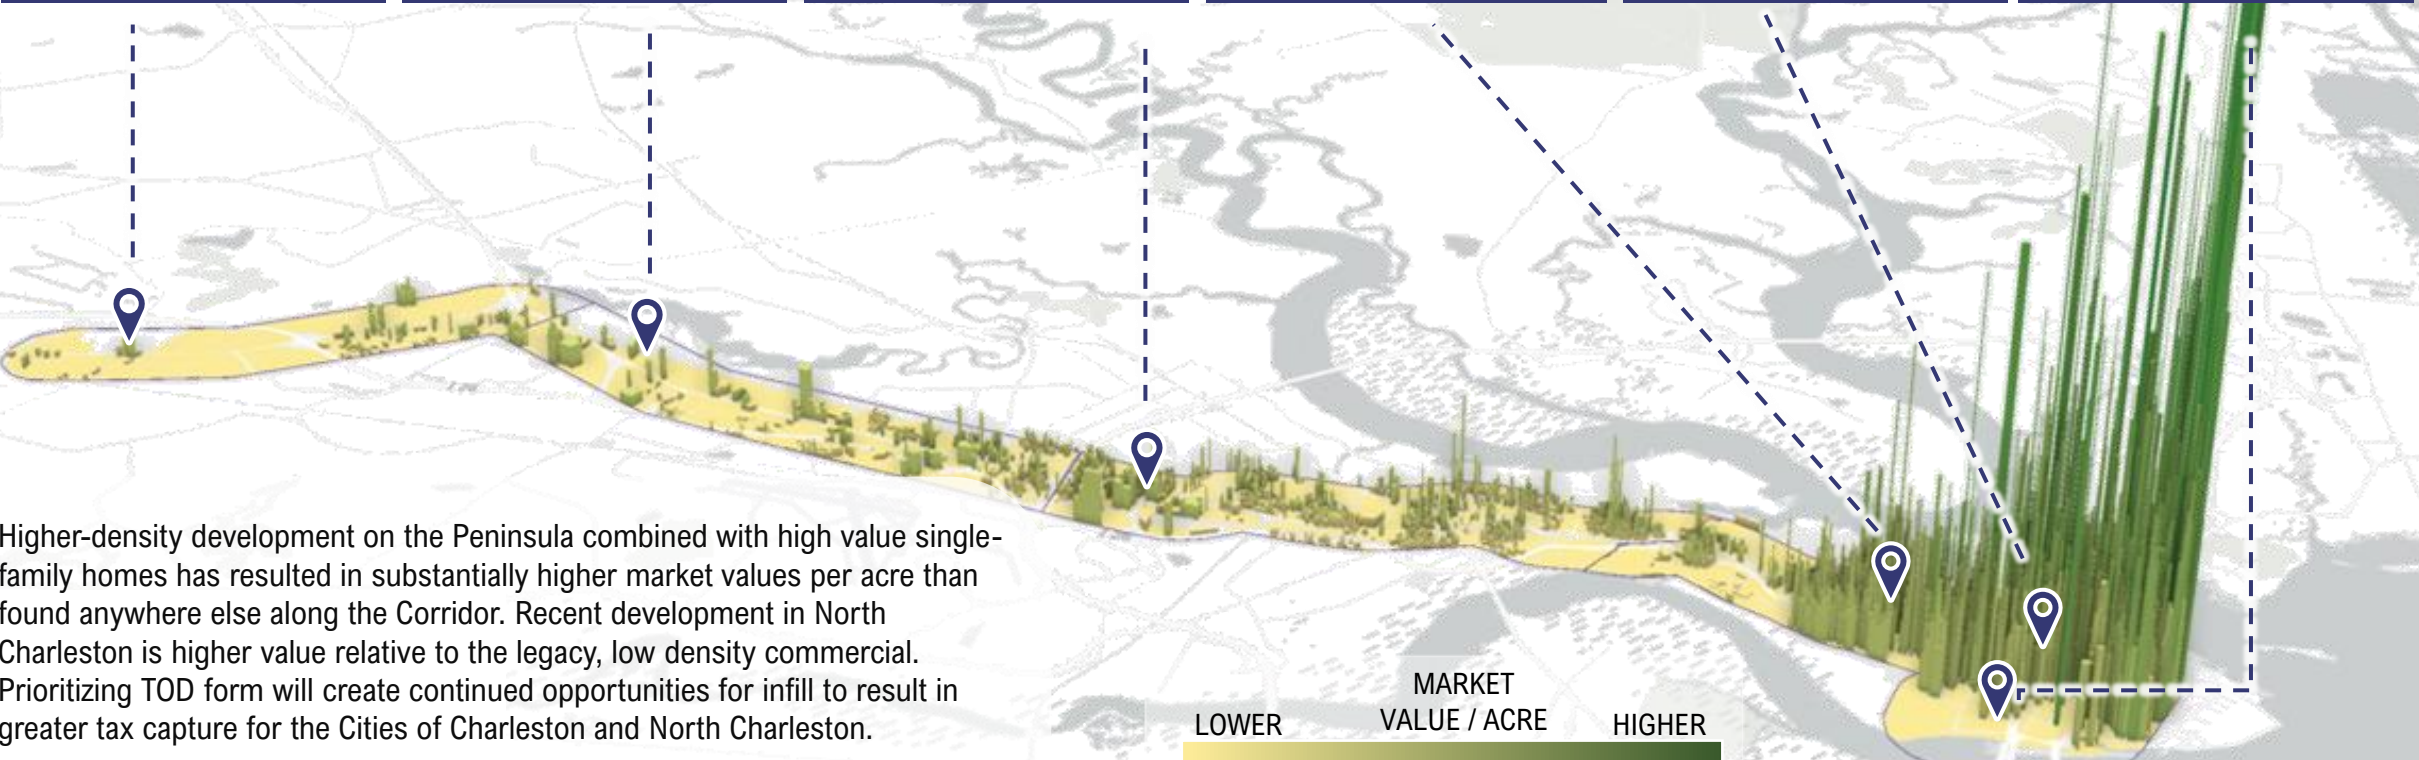 Higher-density development on the Peninsula combined with high value single-
family homes has resulted in substantially higher market values per acre than
found anywhere else along the Corridor. Recent development in North
Charleston is higher value relative to the legacy, low density commercial.
Prioritizing TOD form will create continued opportunities for infill to result in
greater tax capture for the Cities of Charleston and North Charleston.
MARKET
LOWER VALUE / ACRE HIGHER